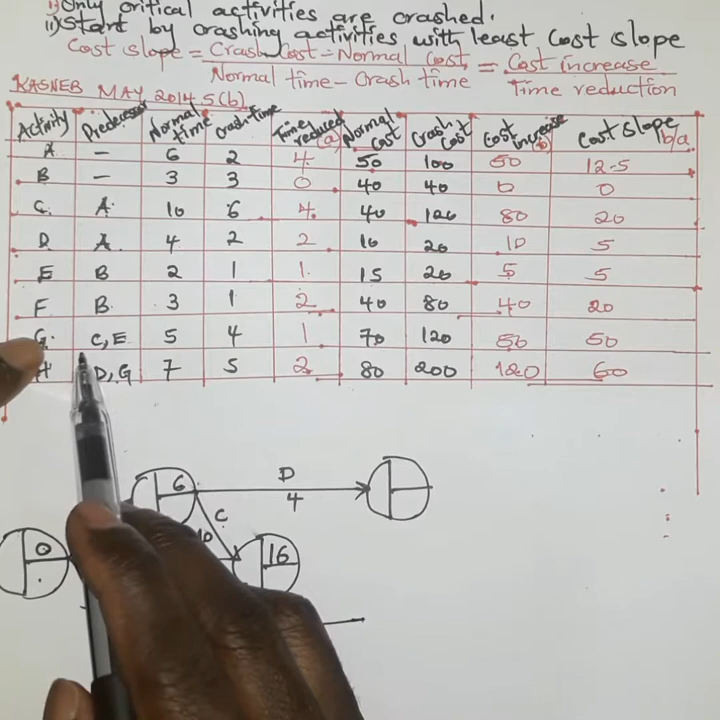 i) Only critical activities are crashed.
ii) Start by crashing activities with least cost slope
Cost slope = Crash Cost - Normal cost / Normal time - Crash time = Cost increase / Time reduction
KASNEB MAY 2014 5(b)
Activity Predecessor Normal time Crash Time Time reduced (a) Normal cost Crash cost Cost increase (b) Cost slope b/a
A - 6 2 4 50 100 50 12.5
B - 3 3 0 40 40 0 0
C A 10 6 4 40 120 80 20
D A 4 2 2 10 20 10 5
E B 2 1 1 15 20 5 5
F B 3 1 2 40 80 40 20
G C,E 5 4 1 70 120 50 50
H D,G 7 5 2 80 200 120 60
D
6
4
C
10
0
16